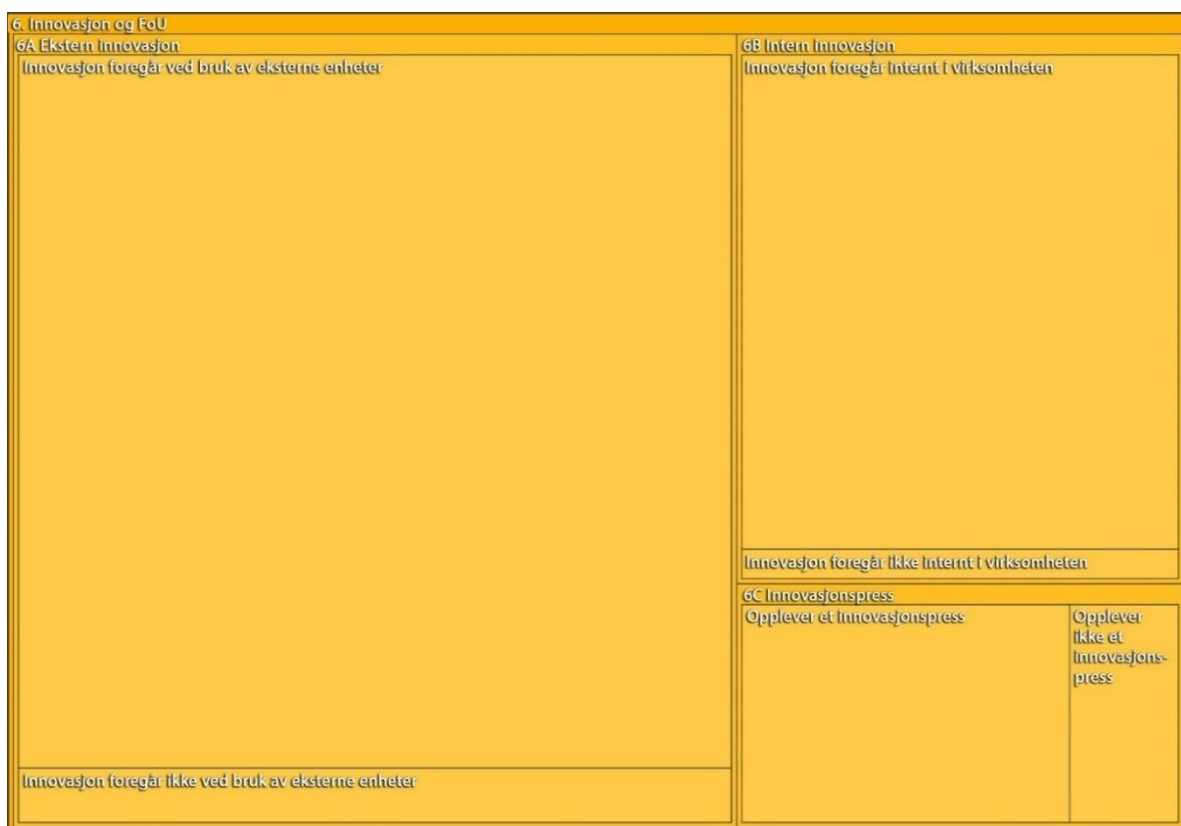 6. Innovasjon og FoU
6A Ekstern innovasjon
Innovasjon foregår ved bruk av eksterne enheter
Innovasjon foregår ikke ved bruk av eksterne enheter
6B Intern innovasjon
Innovasjon foregår internt i virksomheten
Innovasjon foregår ikke internt i virksomheten
6C Innovasjonspress
Opplever et innovasjonspress
Opplever
ikke et
innovasjons-
press